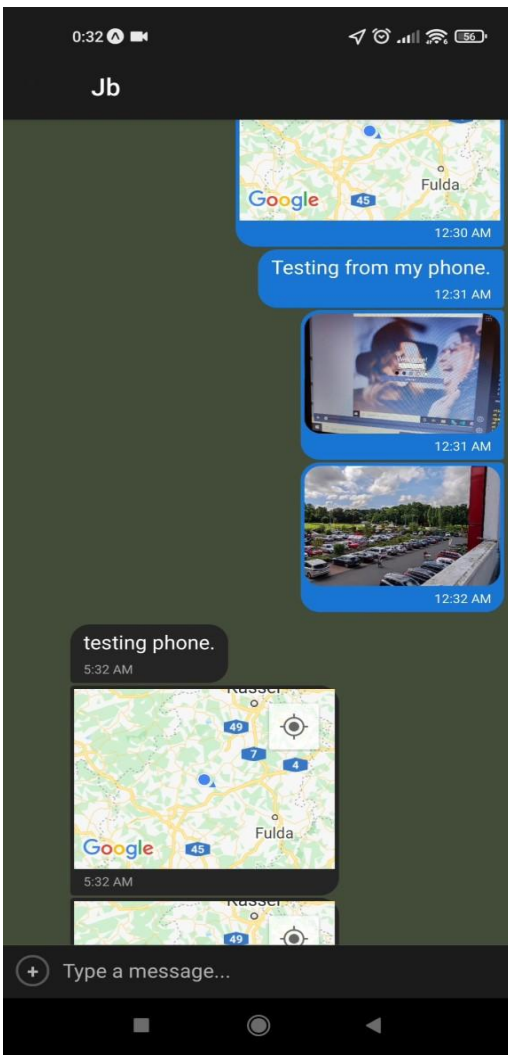 0:32
56
Jb
45
Fulda
Google
45
12:30 AM
Testing from my phone.
12:31 AM
12:31 AM
12:32 AM
testing phone.
5:32 AM
49
7
4
Fulda
Google
45
5:32 AM
49
Type a message...